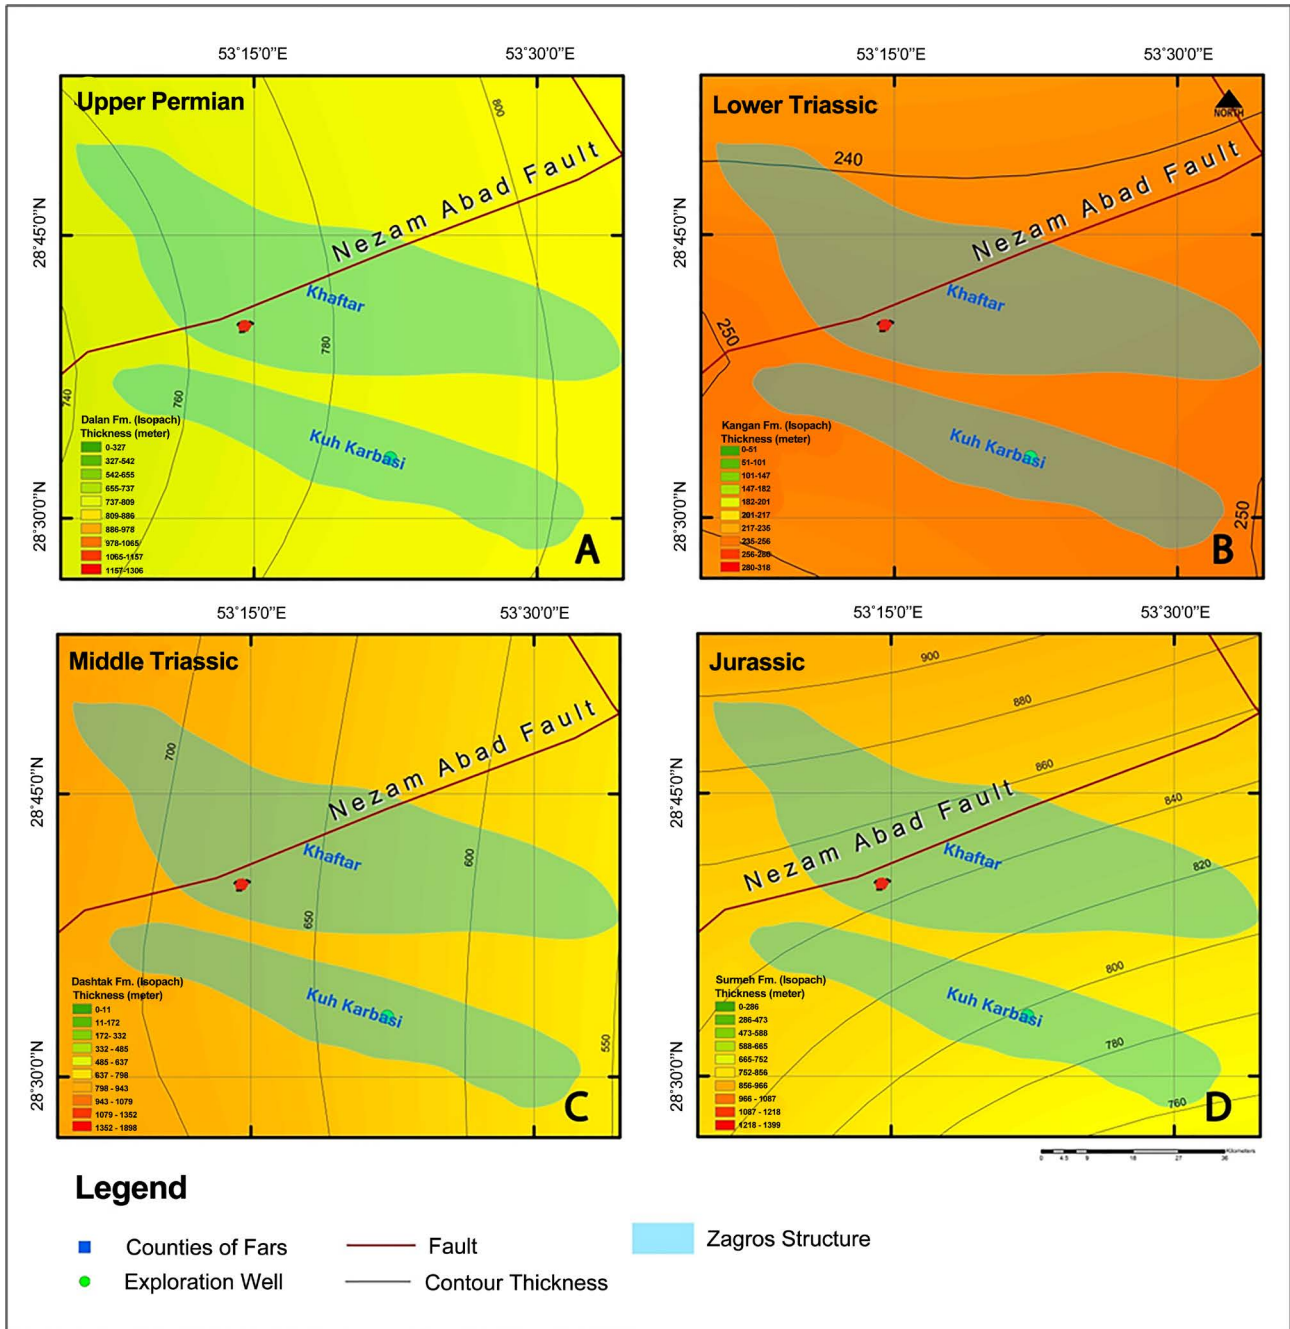 53°15'0"E
53°30'0"E
53°15'0"E
53°30'0"E
Upper Permian
800
Nezam Abad Fault
28°45'0"N
Khaftar
780
760
740
Kuh Karbasi
Dalan Fm. (Isopach)
Thickness (meter)
0-327
327-542
542-655
655-737
737-809
809-886
886-978
978-1065
1065-1157
1157-1306
28°30'0"N
A
Lower Triassic
NORTH
240
Nezam Abad Fault
Khaftar
250
Kuh Karbasi
Kangan Fm. (Isopach)
Thickness (meter)
0-51
51-101
101-147
147-182
182-201
201-217
217-235
235-256
256-280
280-318
250
B
53°15'0"E
53°30'0"E
53°15'0"E
53°30'0"E
Middle Triassic
700
Nezam Abad Fault
28°45'0"N
Khaftar
600
650
Kuh Karbasi
550
Dashtak Fm. (Isopach)
Thickness (meter)
0-11
11-172
172- 332
332 - 485
485 - 637
637 - 798
798 - 943
943 - 1079
1079 - 1352
1352 - 1898
28°30'0"N
C
Jurassic
900
880
860
840
28°45'0"N
Nezam Abad Fault
Khaftar
820
800
Kuh Karbasi
780
760
Surmeh Fm. (Isopach)
Thickness (meter)
0-286
286-473
473-588
588-665
665-752
752-856
856-966
966 - 1087
1087 - 1218
1218 - 1399
28°30'0"N
D
Kilometers
0 4.5 9 18 27 36
Legend
Counties of Fars
Fault
Zagros Structure
Exploration Well
Contour Thickness